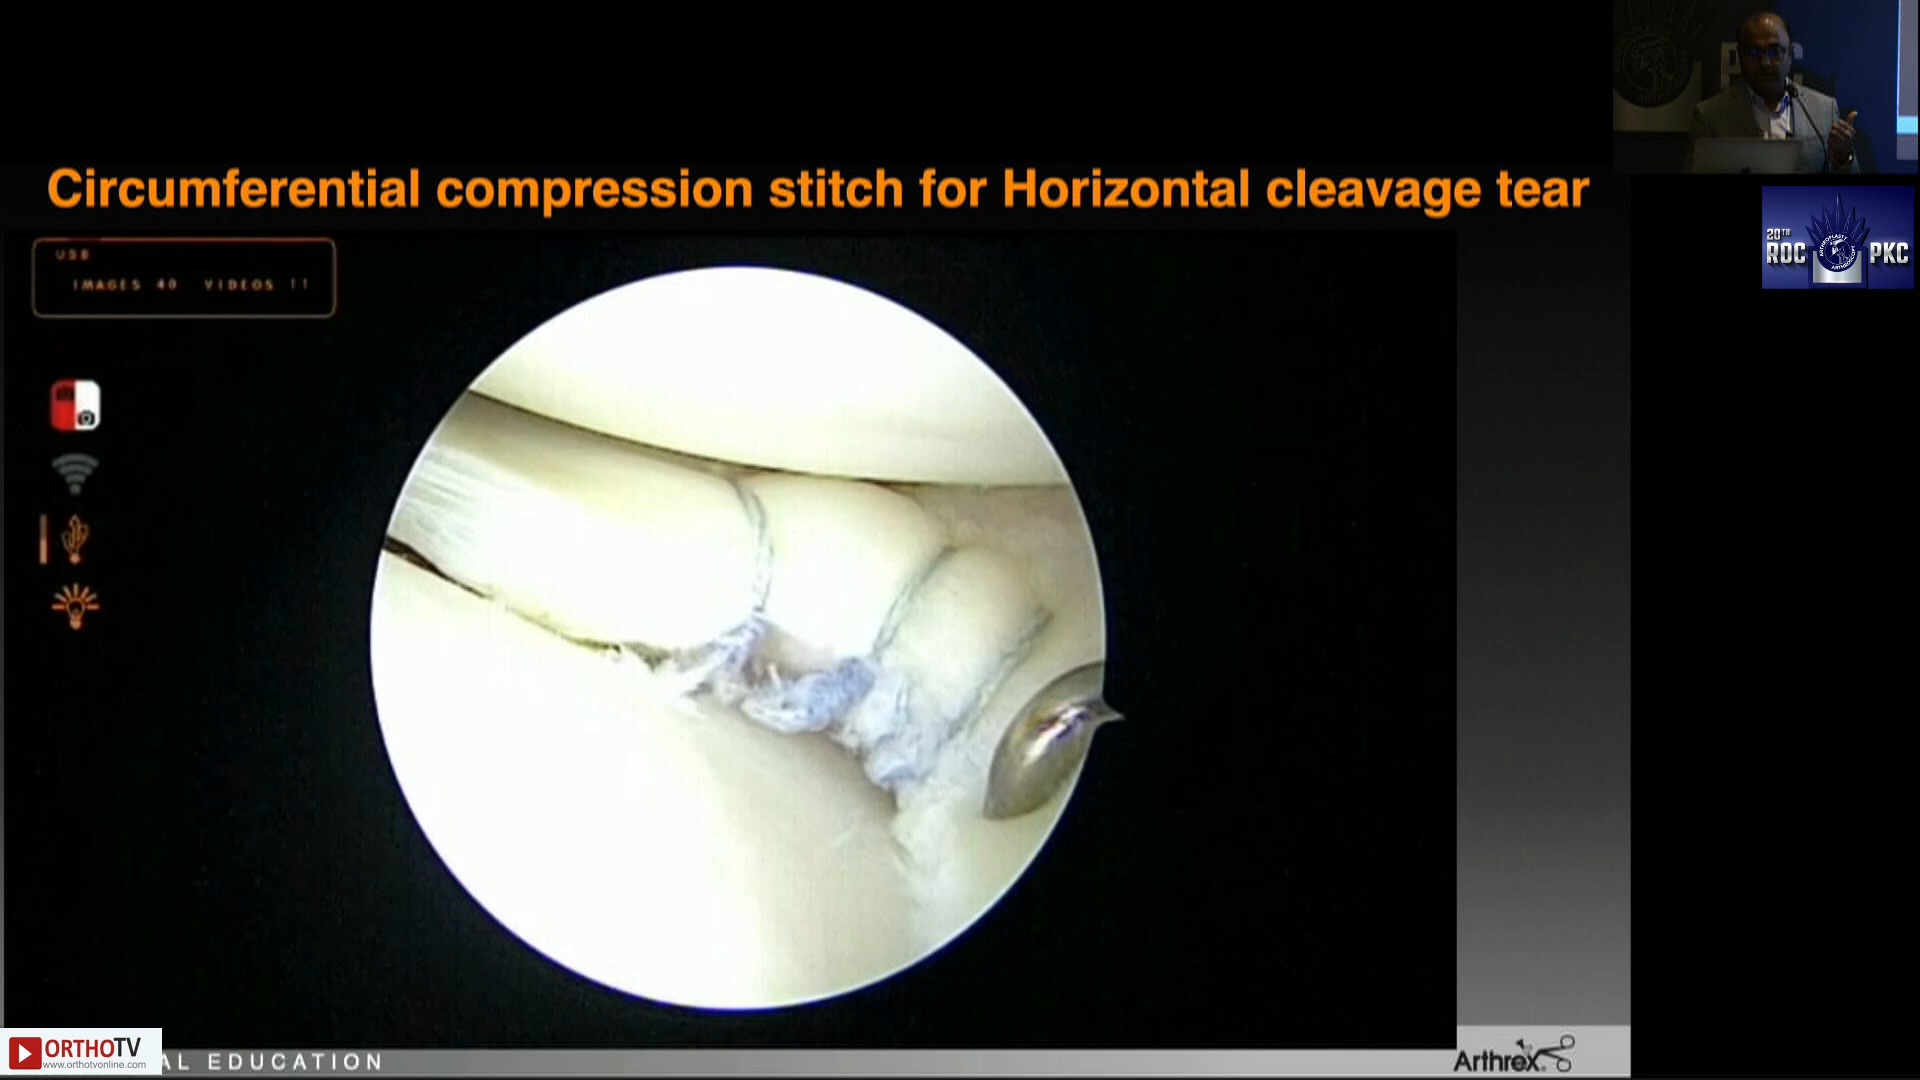 Circumferential compression stitch for Horizontal cleavage tear
USB
IMAGES 40 VIDEOS 11
20TH
ROC PKC
ORTHOTV
www.orthotvonline.com
AL EDUCATION
Arthrex